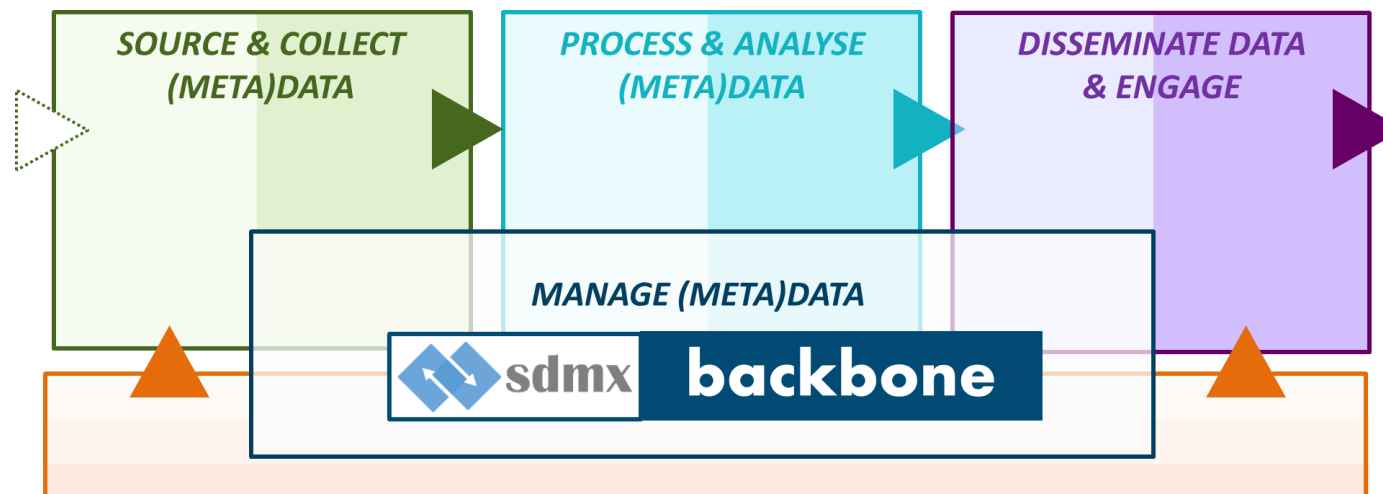 SOURCE & COLLECT
(META)DATA
PROCESS & ANALYSE
(META)DATA
DISSEMINATE DATA
& ENGAGE
MANAGE (META)DATA
sdmx backbone